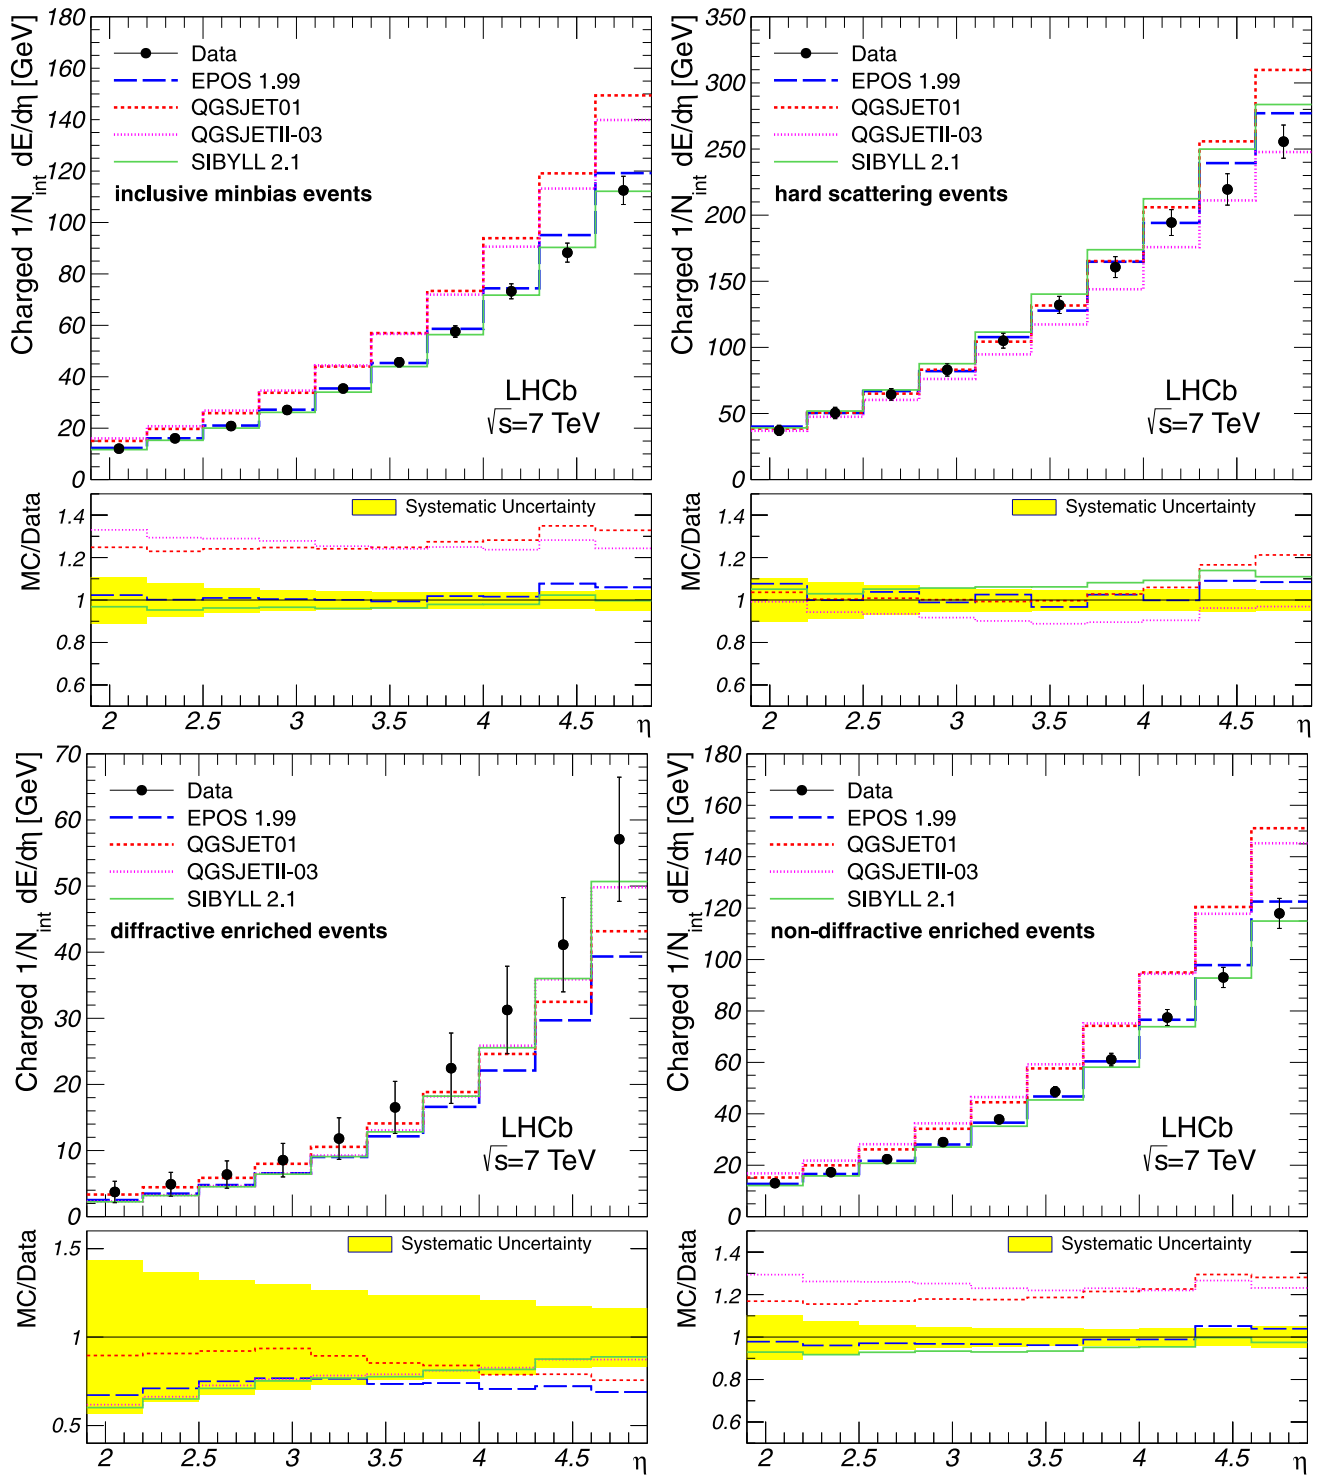 180
160
140
120
100
80
60
40
20
0
Charged 1/N_int dE/dη [GeV]
Data
EPOS 1.99
QGSJET01
QGSJETII-03
SIBYLL 2.1
inclusive minbias events
LHCb
√s=7 TeV
1.4
1.2
1
0.8
0.6
MC/Data
Systematic Uncertainty
2 2.5 3 3.5 4 4.5 η
350
300
250
200
150
100
50
0
Charged 1/N_int dE/dη [GeV]
Data
EPOS 1.99
QGSJET01
QGSJETII-03
SIBYLL 2.1
hard scattering events
LHCb
√s=7 TeV
1.4
1.2
1
0.8
0.6
MC/Data
Systematic Uncertainty
2 2.5 3 3.5 4 4.5 η
70
60
50
40
30
20
10
0
Charged 1/N_int dE/dη [GeV]
Data
EPOS 1.99
QGSJET01
QGSJETII-03
SIBYLL 2.1
diffractive enriched events
LHCb
√s=7 TeV
1.5
1
0.5
MC/Data
Systematic Uncertainty
2 2.5 3 3.5 4 4.5 η
180
160
140
120
100
80
60
40
20
0
Charged 1/N_int dE/dη [GeV]
Data
EPOS 1.99
QGSJET01
QGSJETII-03
SIBYLL 2.1
non-diffractive enriched events
LHCb
√s=7 TeV
1.4
1.2
1
0.8
0.6
MC/Data
Systematic Uncertainty
2 2.5 3 3.5 4 4.5 η